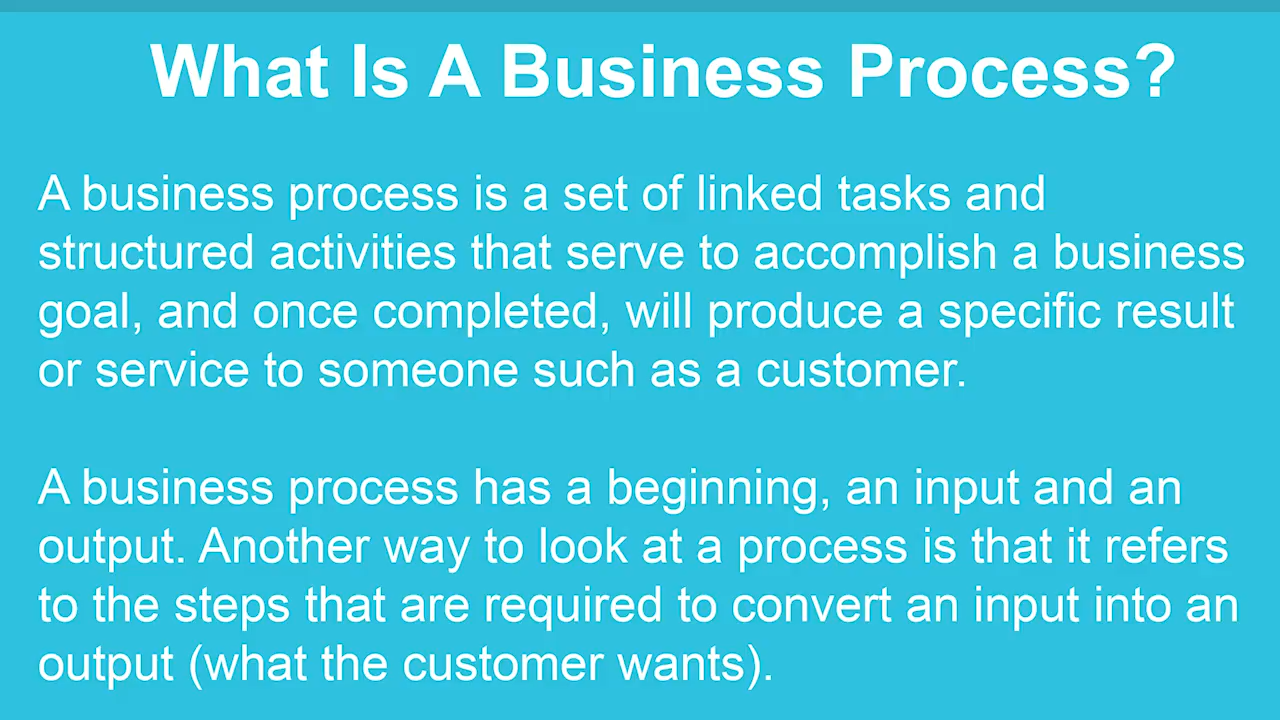 What Is A Business Process?
A business process is a set of linked tasks and
structured activities that serve to accomplish a business
goal, and once completed, will produce a specific result
or service to someone such as a customer.
A business process has a beginning, an input and an
output. Another way to look at a process is that it refers
to the steps that are required to convert an input into an
output (what the customer wants).